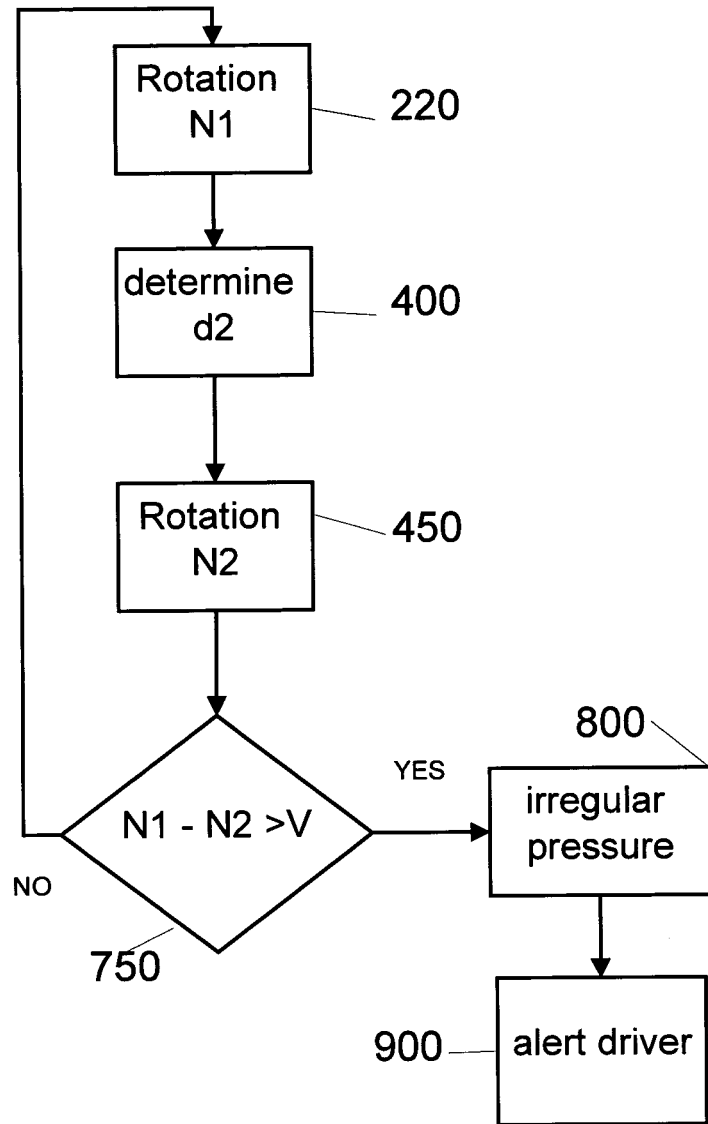 Rotation
N1
220
determine
d2
400
Rotation
N2
450
N1 - N2 >V
NO
YES
750
800
irregular
pressure
900
alert driver